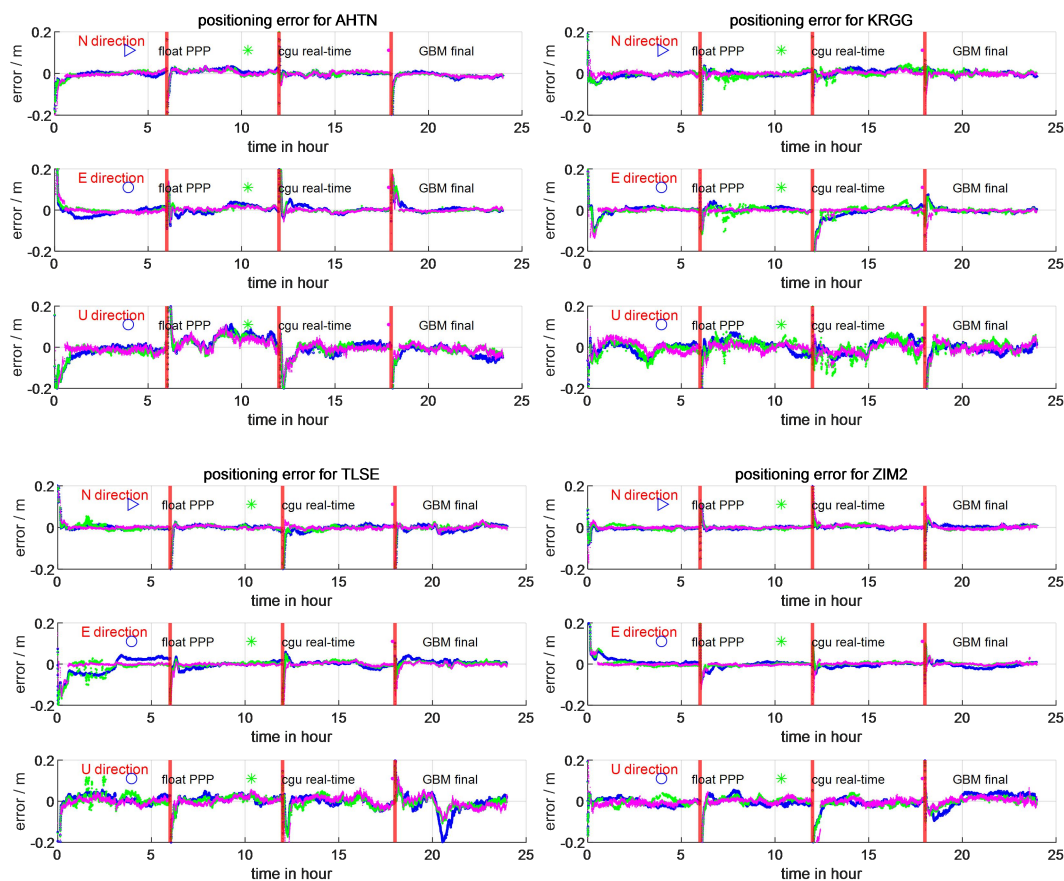 positioning error for AHTN
0.2
0
-0.2
error / m
N direction
float PPP
cgu real-time
GBM final
0 5 10 15 20 25
time in hour
0.2
0
-0.2
error / m
E direction
float PPP
cgu real-time
GBM final
0 5 10 15 20 25
time in hour
0.2
0
-0.2
error / m
U direction
float PPP
cgu real-time
GBM final
0 5 10 15 20 25
time in hour
positioning error for KRGG
0.2
0
-0.2
error / m
N direction
float PPP
cgu real-time
GBM final
0 5 10 15 20 25
time in hour
0.2
0
-0.2
error / m
E direction
float PPP
cgu real-time
GBM final
0 5 10 15 20 25
time in hour
0.2
0
-0.2
error / m
U direction
float PPP
cgu real-time
GBM final
0 5 10 15 20 25
time in hour
positioning error for TLSE
0.2
0
-0.2
error / m
N direction
float PPP
cgu real-time
GBM final
0 5 10 15 20 25
time in hour
0.2
0
-0.2
error / m
E direction
float PPP
cgu real-time
GBM final
0 5 10 15 20 25
time in hour
0.2
0
-0.2
error / m
U direction
float PPP
cgu real-time
GBM final
0 5 10 15 20 25
time in hour
positioning error for ZIM2
0.2
0
-0.2
error / m
N direction
float PPP
cgu real-time
GBM final
0 5 10 15 20 25
time in hour
0.2
0
-0.2
error / m
E direction
float PPP
cgu real-time
GBM final
0 5 10 15 20 25
time in hour
0.2
0
-0.2
error / m
U direction
float PPP
cgu real-time
GBM final
0 5 10 15 20 25
time in hour